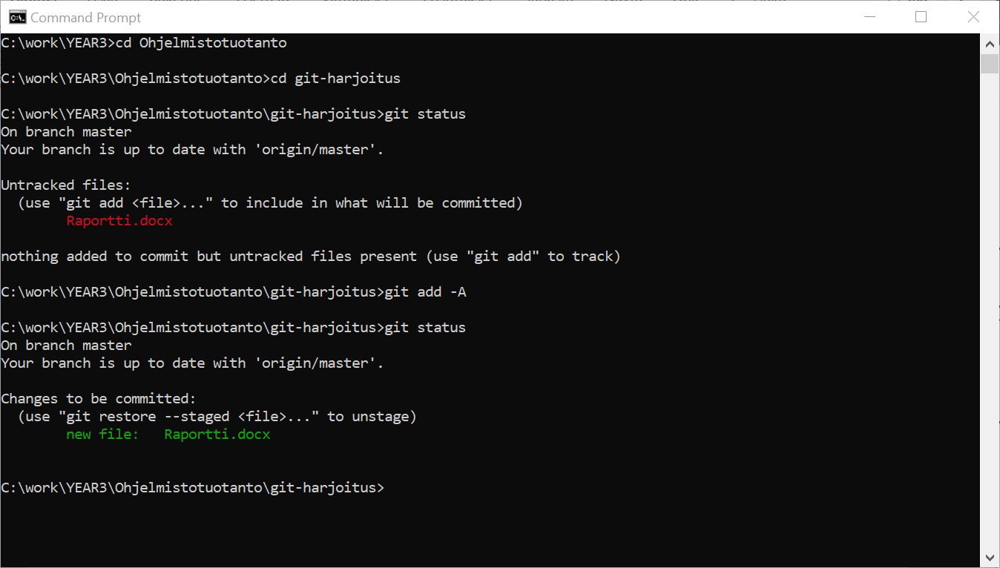 Command Prompt
C:\work\YEAR3>cd Ohjelmistotuotanto
C:\work\YEAR3\Ohjelmistotuotanto>cd git-harjoitus
C:\work\YEAR3\Ohjelmistotuotanto\git-harjoitus>git status
On branch master
Your branch is up to date with 'origin/master'.
Untracked files:
  (use "git add <file>..." to include in what will be committed)
        Raportti.docx
nothing added to commit but untracked files present (use "git add" to track)
C:\work\YEAR3\Ohjelmistotuotanto\git-harjoitus>git add -A
C:\work\YEAR3\Ohjelmistotuotanto\git-harjoitus>git status
On branch master
Your branch is up to date with 'origin/master'.
Changes to be committed:
  (use "git restore --staged <file>..." to unstage)
        new file:   Raportti.docx
C:\work\YEAR3\Ohjelmistotuotanto\git-harjoitus>